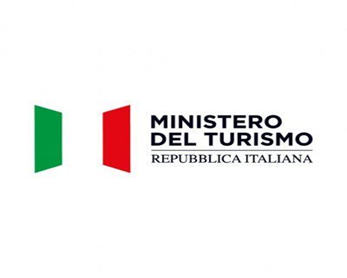 MINISTERO
DEL TURISMO
REPUBBLICA ITALIANA